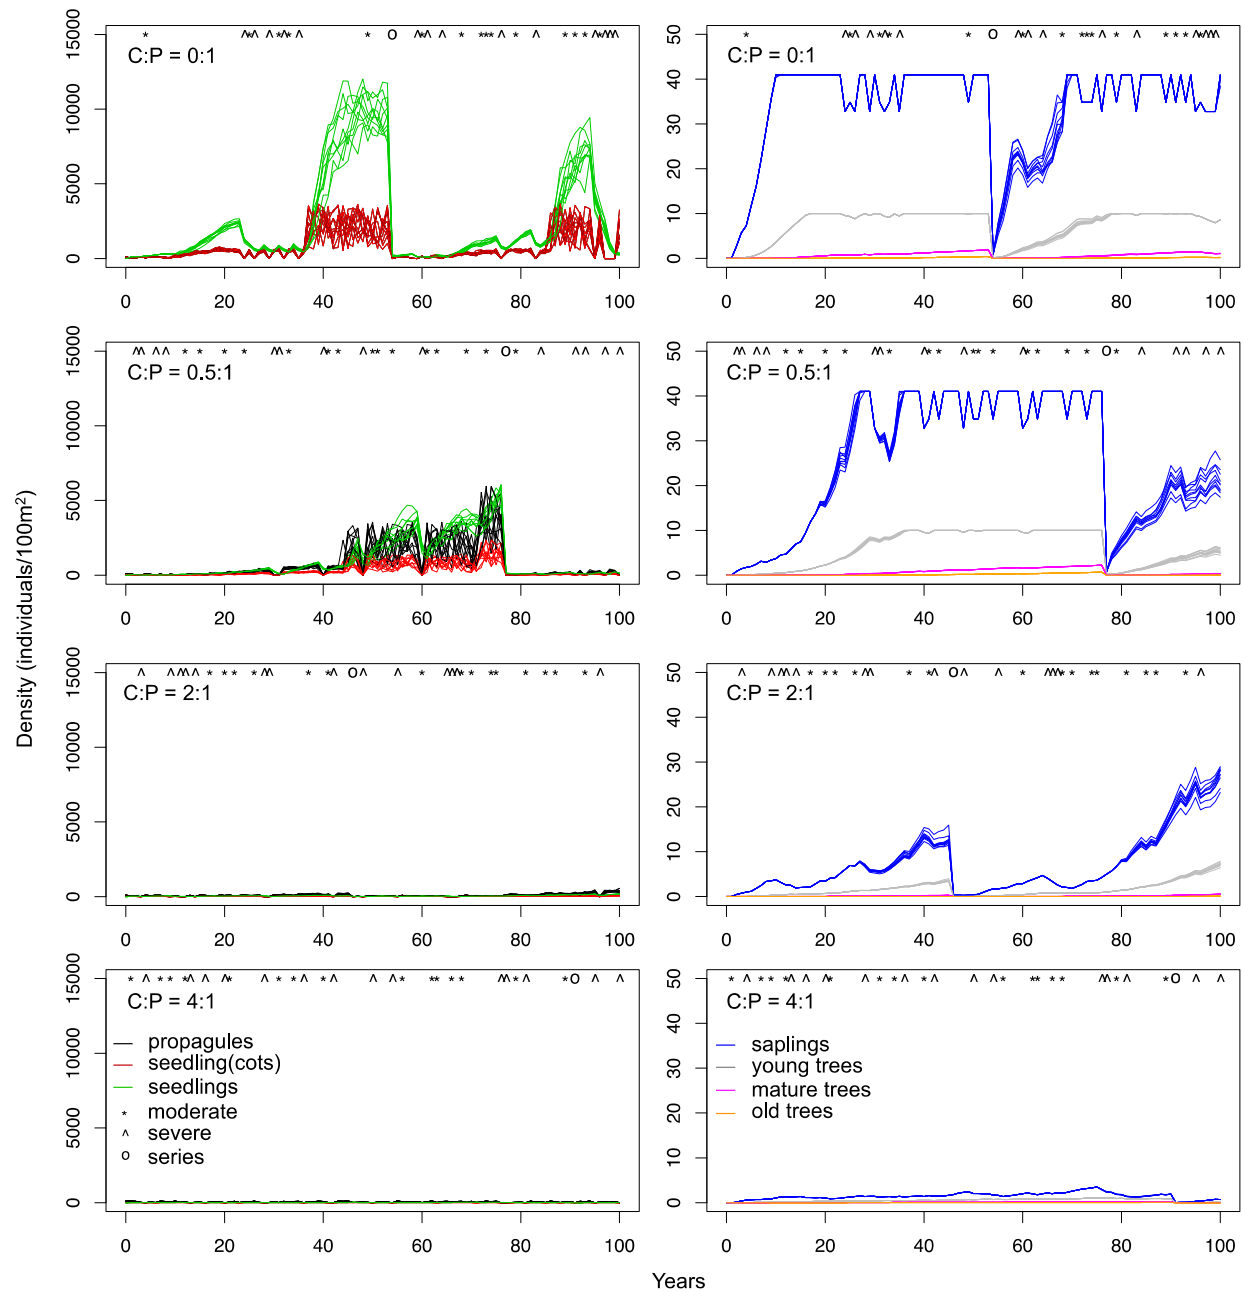 C:P = 0:1
0 5000 10000 15000
0 20 40 60 80 100
C:P = 0:1
0 10 20 30 40 50
0 20 40 60 80 100
C:P = 0.5:1
0 5000 10000 15000
0 20 40 60 80 100
C:P = 0.5:1
0 10 20 30 40 50
0 20 40 60 80 100
Density (individuals/100m²)
C:P = 2:1
0 5000 10000 15000
0 20 40 60 80 100
C:P = 2:1
0 10 20 30 40 50
0 20 40 60 80 100
C:P = 4:1
propagules
seedling(cots)
seedlings
* moderate
^ severe
o series
0 5000 10000 15000
0 20 40 60 80 100
C:P = 4:1
saplings
young trees
mature trees
old trees
0 10 20 30 40 50
0 20 40 60 80 100
Years